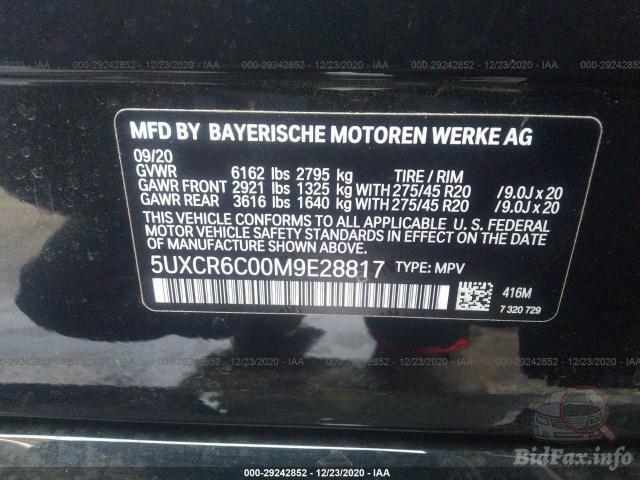 000-29242852 - 12/23/2020 - IAA
MFD BY BAYERISCHE MOTOREN WERKE AG
09/20
GVWR 6162 lbs 2795 kg TIRE / RIM
GAWR FRONT 2921 lbs 1325 kg WITH 275/45 R20 /9.0J x 20
GAWR REAR 3616 lbs 1640 kg WITH 275/45 R20 /9.0J x 20
THIS VEHICLE CONFORMS TO ALL APPLICABLE U. S. FEDERAL
MOTOR VEHICLE SAFETY STANDARDS IN EFFECT ON THE DATE OF
MANUFACTURE SHOWN ABOVE.
5UXCR6C00M9E28817 TYPE: MPV
416M
7 320 729
000-29242852 - 12/23/2020 - IAA
BidFax.info
000-29242852 - 12/23/2020 - IAA